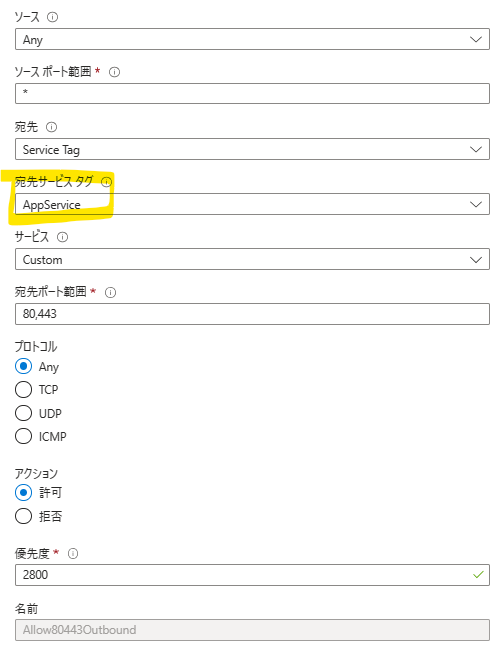 ソース
Any
ソース ポート範囲 *
*
宛先
Service Tag
宛先サービス タグ
AppService
サービス
Custom
宛先ポート範囲 *
80,443
プロトコル
Any
TCP
UDP
ICMP
アクション
許可
拒否
優先度 *
2800
名前
Allow80443Outbound